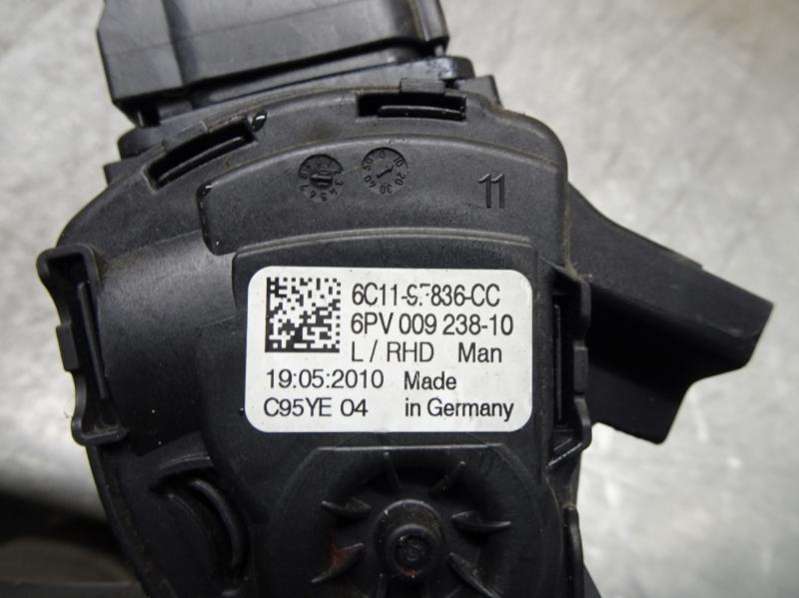 11
6C11-9F836-CC
6PV 009 238-10
L / RHD Man
19:05:2010 Made
C95YE 04 in Germany